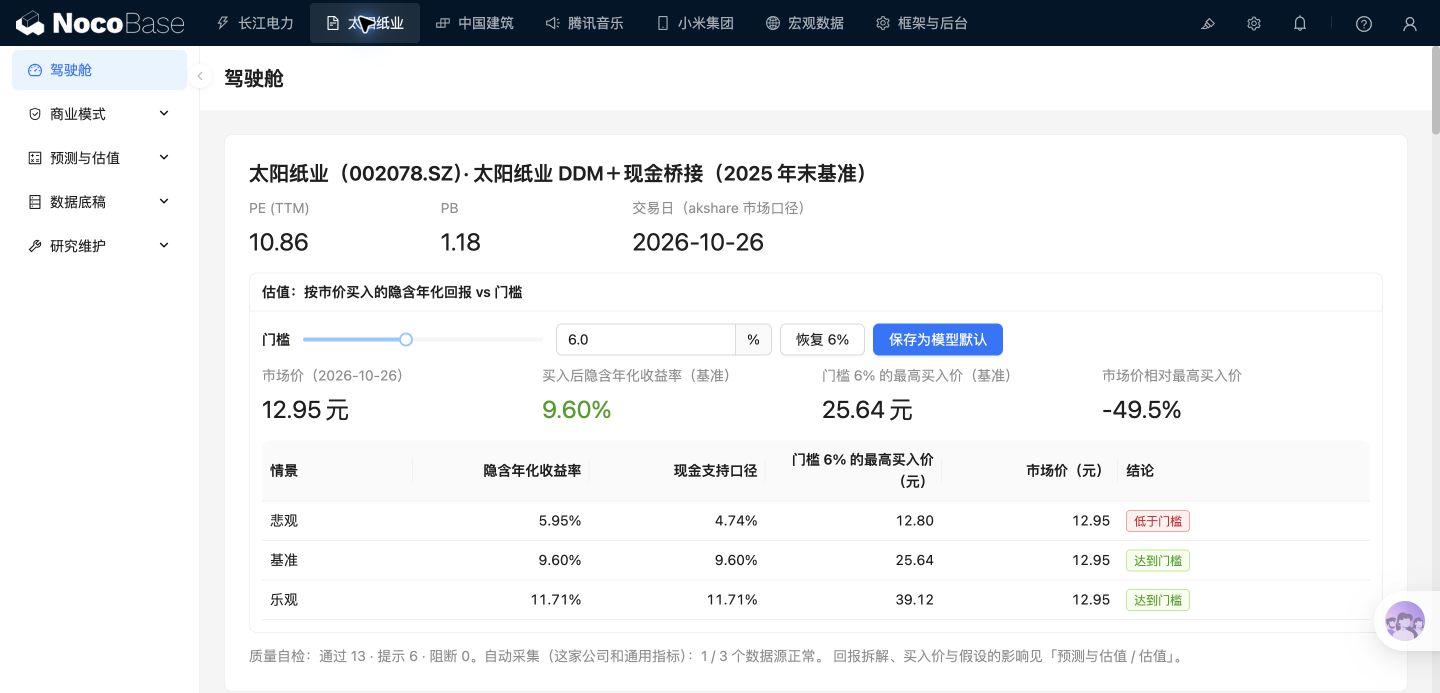 NocoBase 长江电力 太阳纸业 中国建筑 腾讯音乐 小米集团 宏观数据 框架与后台
驾驶舱
商业模式
预测与估值
数据底稿
研究维护
驾驶舱
太阳纸业（002078.SZ）· 太阳纸业 DDM＋现金桥接（2025 年末基准）
PE (TTM) PB 交易日（akshare 市场口径）
10.86 1.18 2026-10-26
估值：按市价买入的隐含年化回报 vs 门槛
门槛 6.0 % 恢复 6% 保存为模型默认
市场价（2026-10-26） 买入后隐含年化收益率（基准） 门槛 6% 的最高买入价（基准） 市场价相对最高买入价
12.95 元 9.60% 25.64 元 -49.5%
情景 隐含年化收益率 现金支持口径 门槛 6% 的最高买入价（元） 市场价（元） 结论
悲观 5.95% 4.74% 12.80 12.95 低于门槛
基准 9.60% 9.60% 25.64 12.95 达到门槛
乐观 11.71% 11.71% 39.12 12.95 达到门槛
质量自检：通过 13 · 提示 6 · 阻断 0。自动采集（这家公司和通用指标）：1 / 3 个数据源正常。 回报拆解、买入价与假设的影响见「预测与估值 / 估值」。